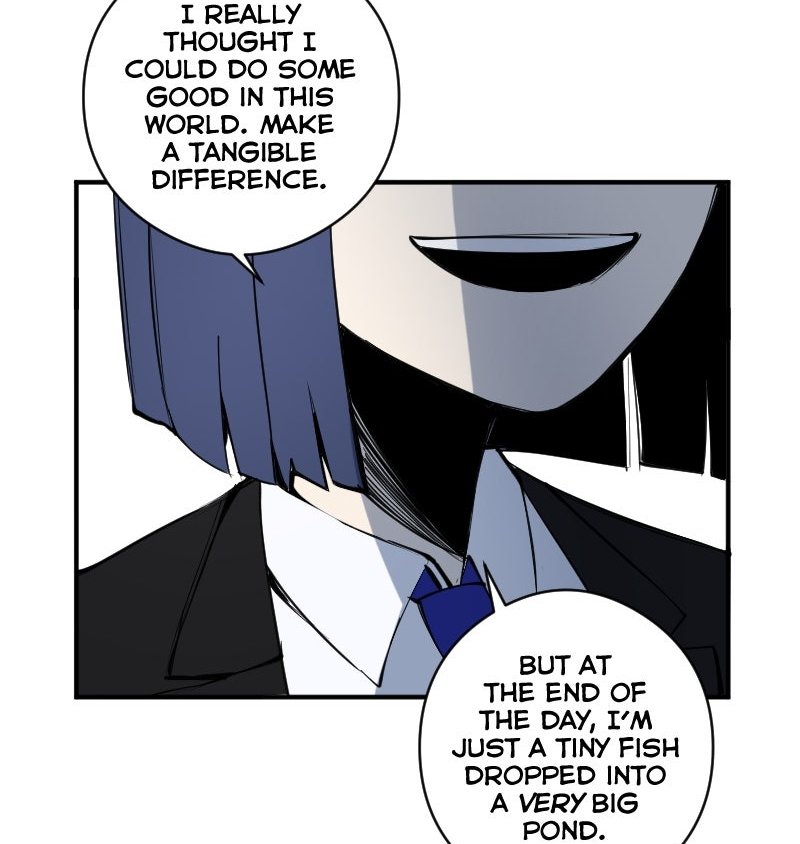 I REALLY
THOUGHT I
COULD DO SOME
GOOD IN THIS
WORLD. MAKE
A TANGIBLE
DIFFERENCE.
BUT AT
THE END OF
THE DAY, I'M
JUST A TINY FISH
DROPPED INTO
A VERY BIG
POND.